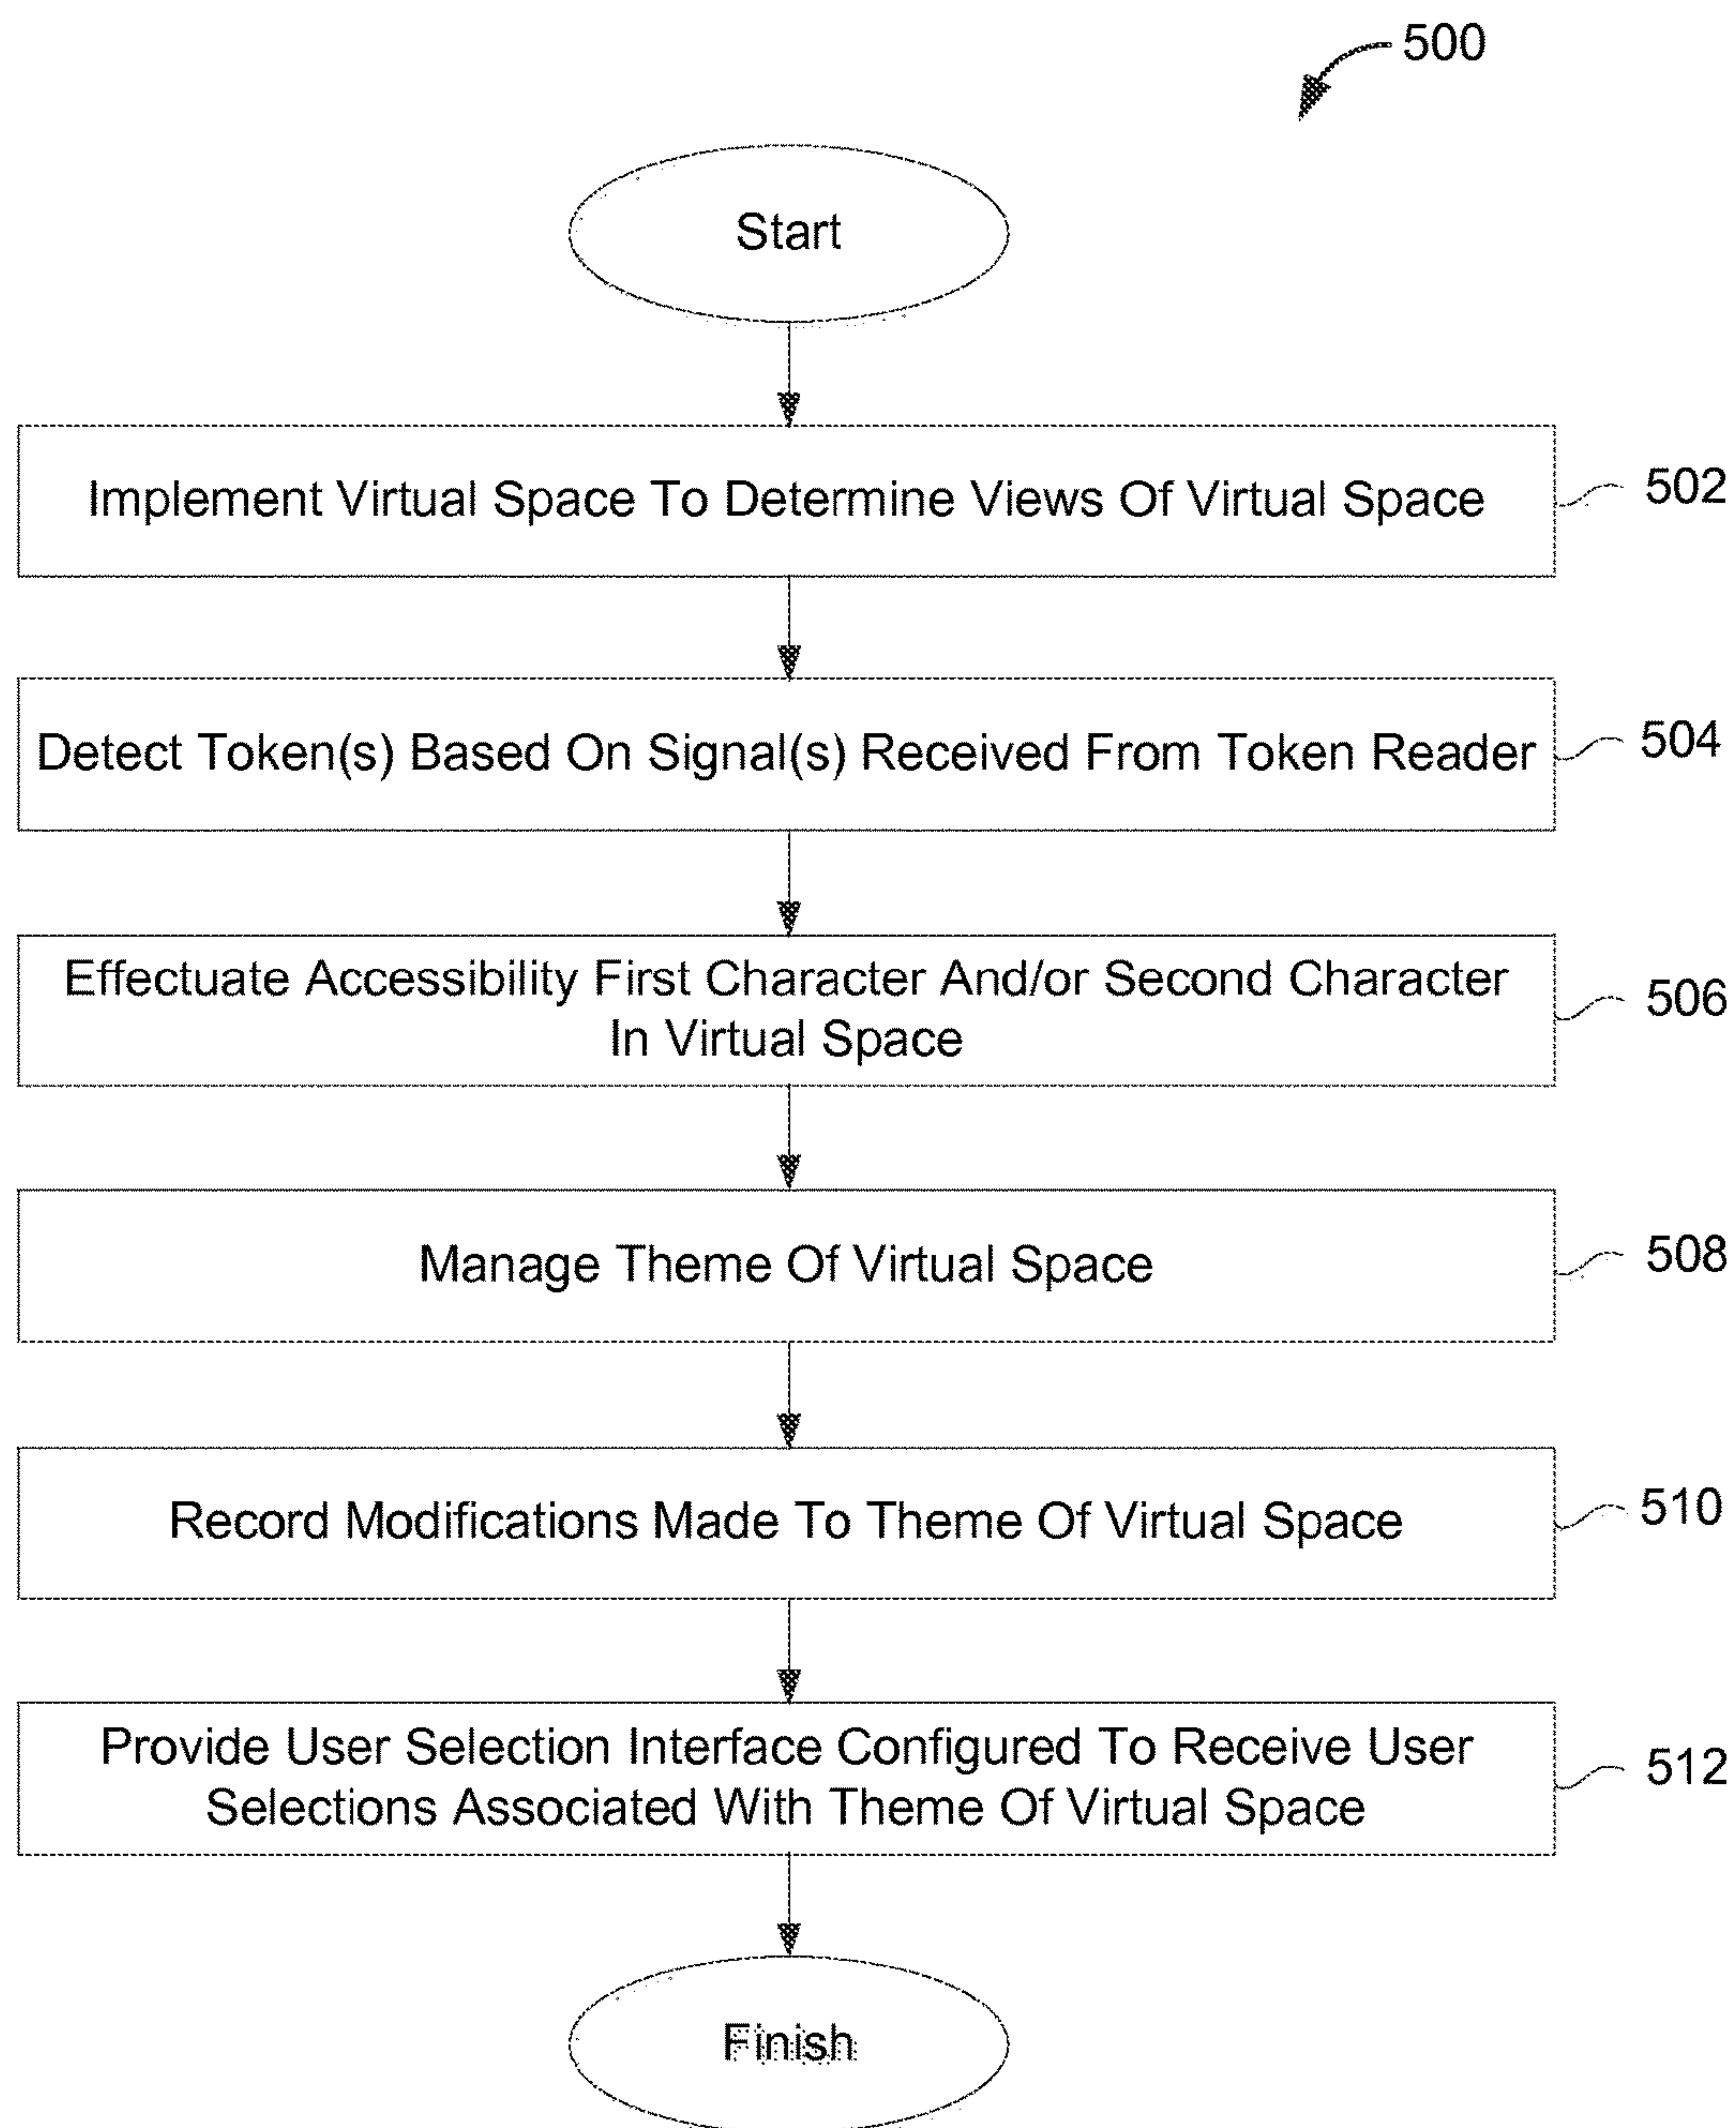 500
Start
Implement Virtual Space To Determine Views Of Virtual Space
502
Detect Token(s) Based On Signal(s) Received From Token Reader
504
Effectuate Accessibility First Character And/or Second Character
In Virtual Space
506
Manage Theme Of Virtual Space
508
Record Modifications Made To Theme Of Virtual Space
510
Provide User Selection Interface Configured To Receive User
Selections Associated With Theme Of Virtual Space
512
Finish